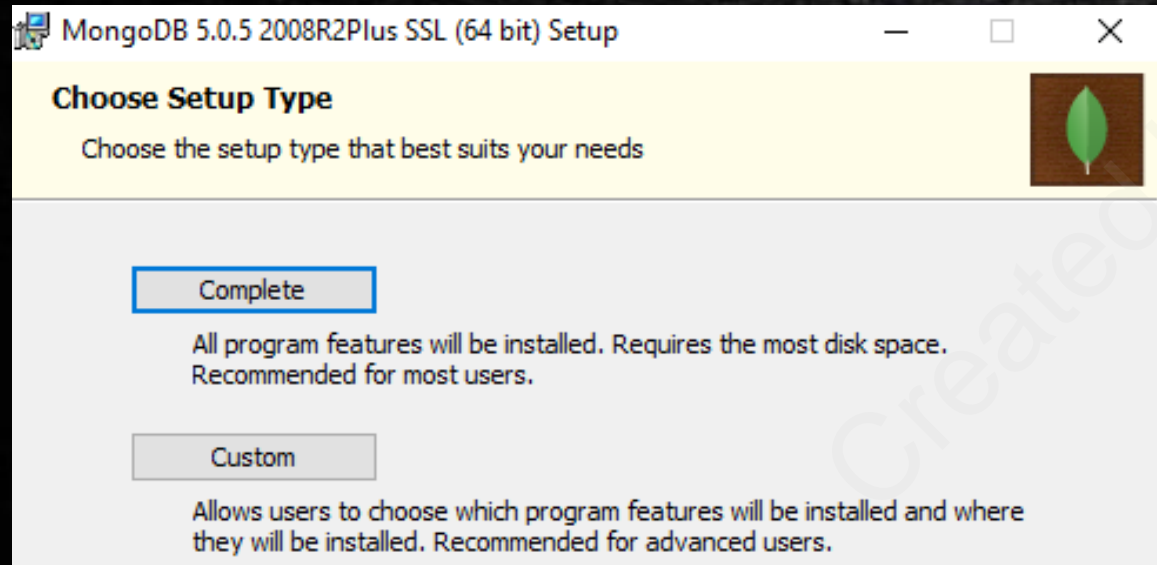 MongoDB 5.0.5 2008R2Plus SSL (64 bit) Setup
Choose Setup Type
Choose the setup type that best suits your needs
Complete
All program features will be installed. Requires the most disk space.
Recommended for most users.
Custom
Allows users to choose which program features will be installed and where
they will be installed. Recommended for advanced users.
Created